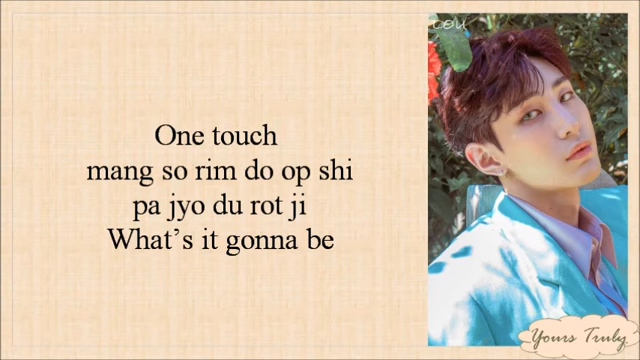 One touch
mang so rim do op shi
pa jyo du rot ji
What's it gonna be
Yours Truly